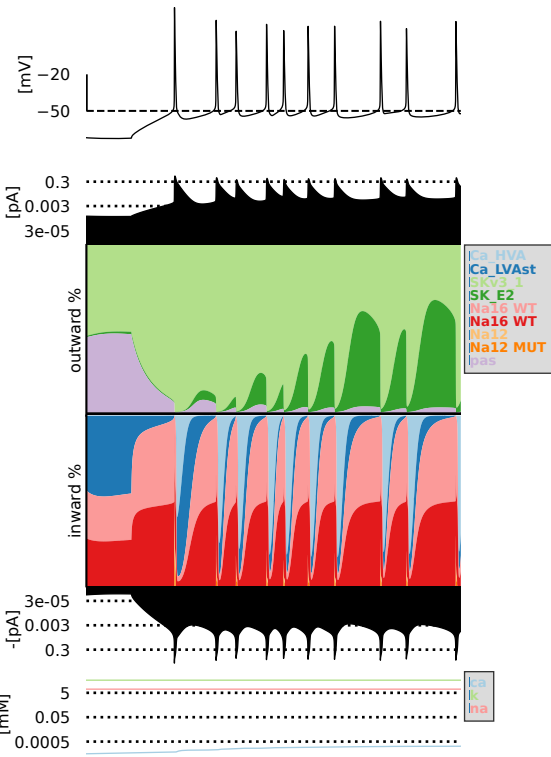 [mV]
−20
−50
[pA]
0.3
0.003
3e-05
outward %
Ca_HVA
Ca_LVAst
SKv3_1
SK_E2
Na16 WT
Na16 WT
Na12
Na12 MUT
pas
inward %
-[pA]
3e-05
0.003
0.3
[mM]
5
0.05
0.0005
ca
k
na